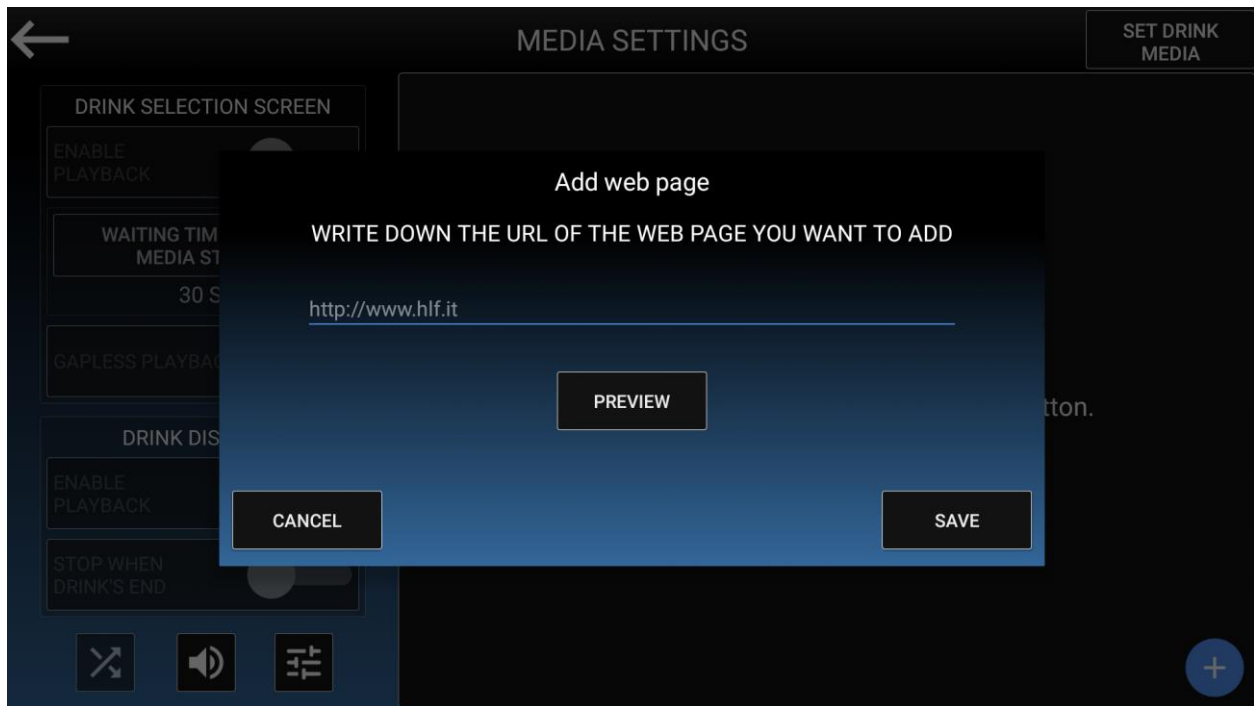 MEDIA SETTINGS
SET DRINK
MEDIA
DRINK SELECTION SCREEN
ENABLE
PLAYBACK
WAITING TIM
MEDIA ST
30 S
GAPLESS PLAYBAC
DRINK DIS
ENABLE
PLAYBACK
STOP WHEN
DRINK'S END
Add web page
WRITE DOWN THE URL OF THE WEB PAGE YOU WANT TO ADD
http://www.hlf.it
PREVIEW
CANCEL
SAVE
tton.